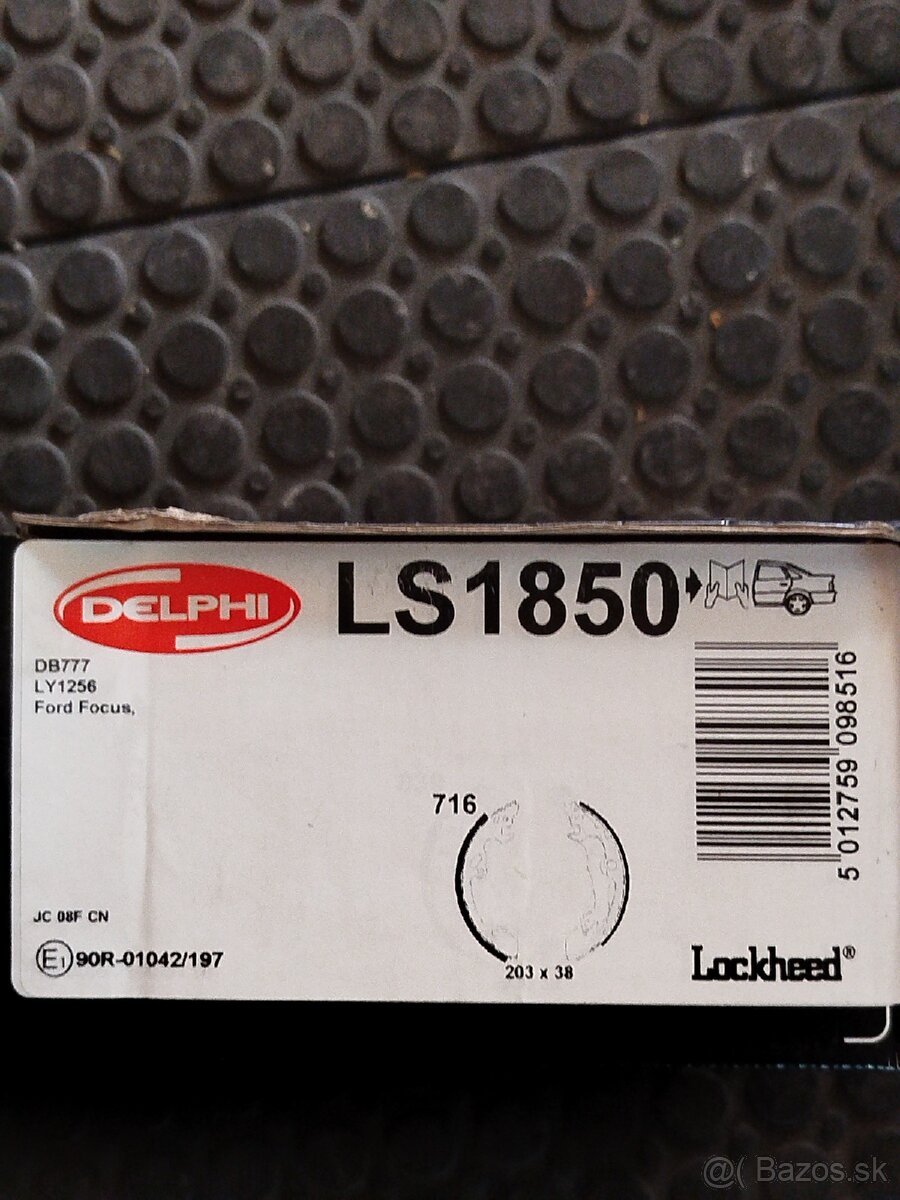 DELPHI
LS1850
DB777
LY1256
Ford Focus,
716
203 x 38
5 012759 098516
JC 08F CN
E1 90R-01042/197
Lockheed®
@( Bazos.sk